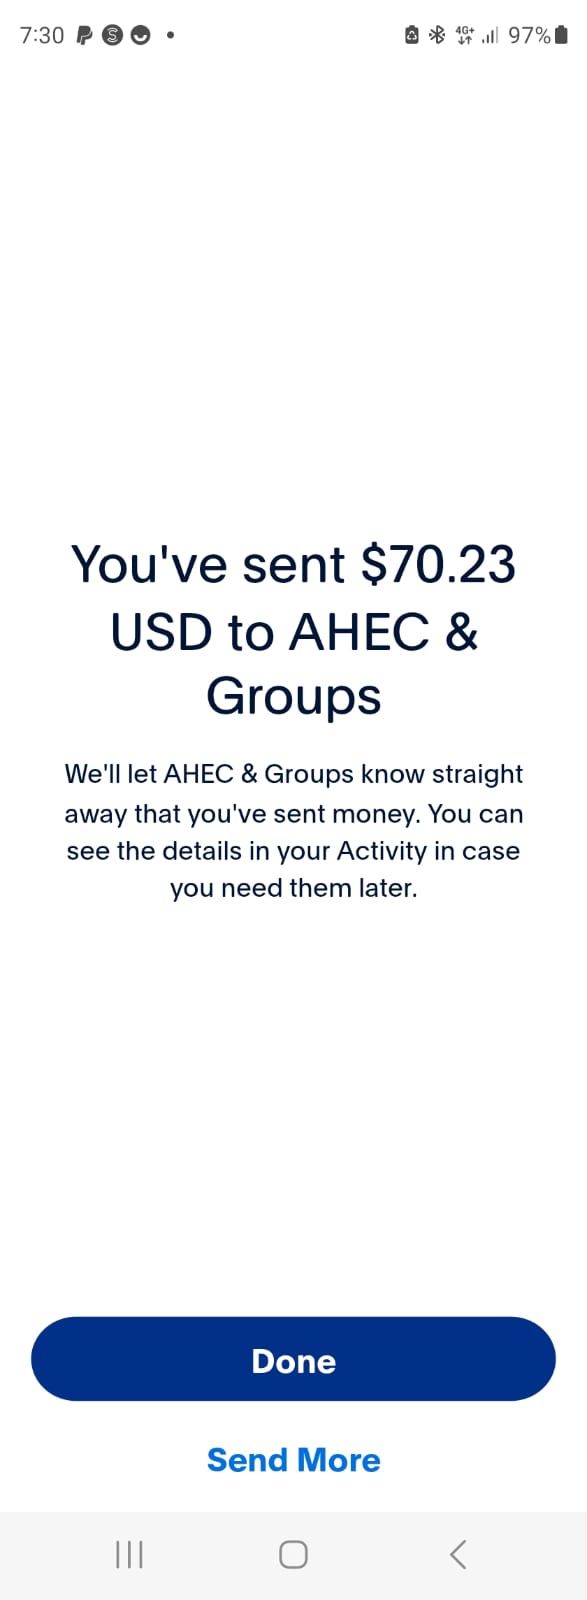 7:30 97%
4G+
You've sent $70.23
USD to AHEC &
Groups
We'll let AHEC & Groups know straight
away that you've sent money. You can
see the details in your Activity in case
you need them later.
Done
Send More